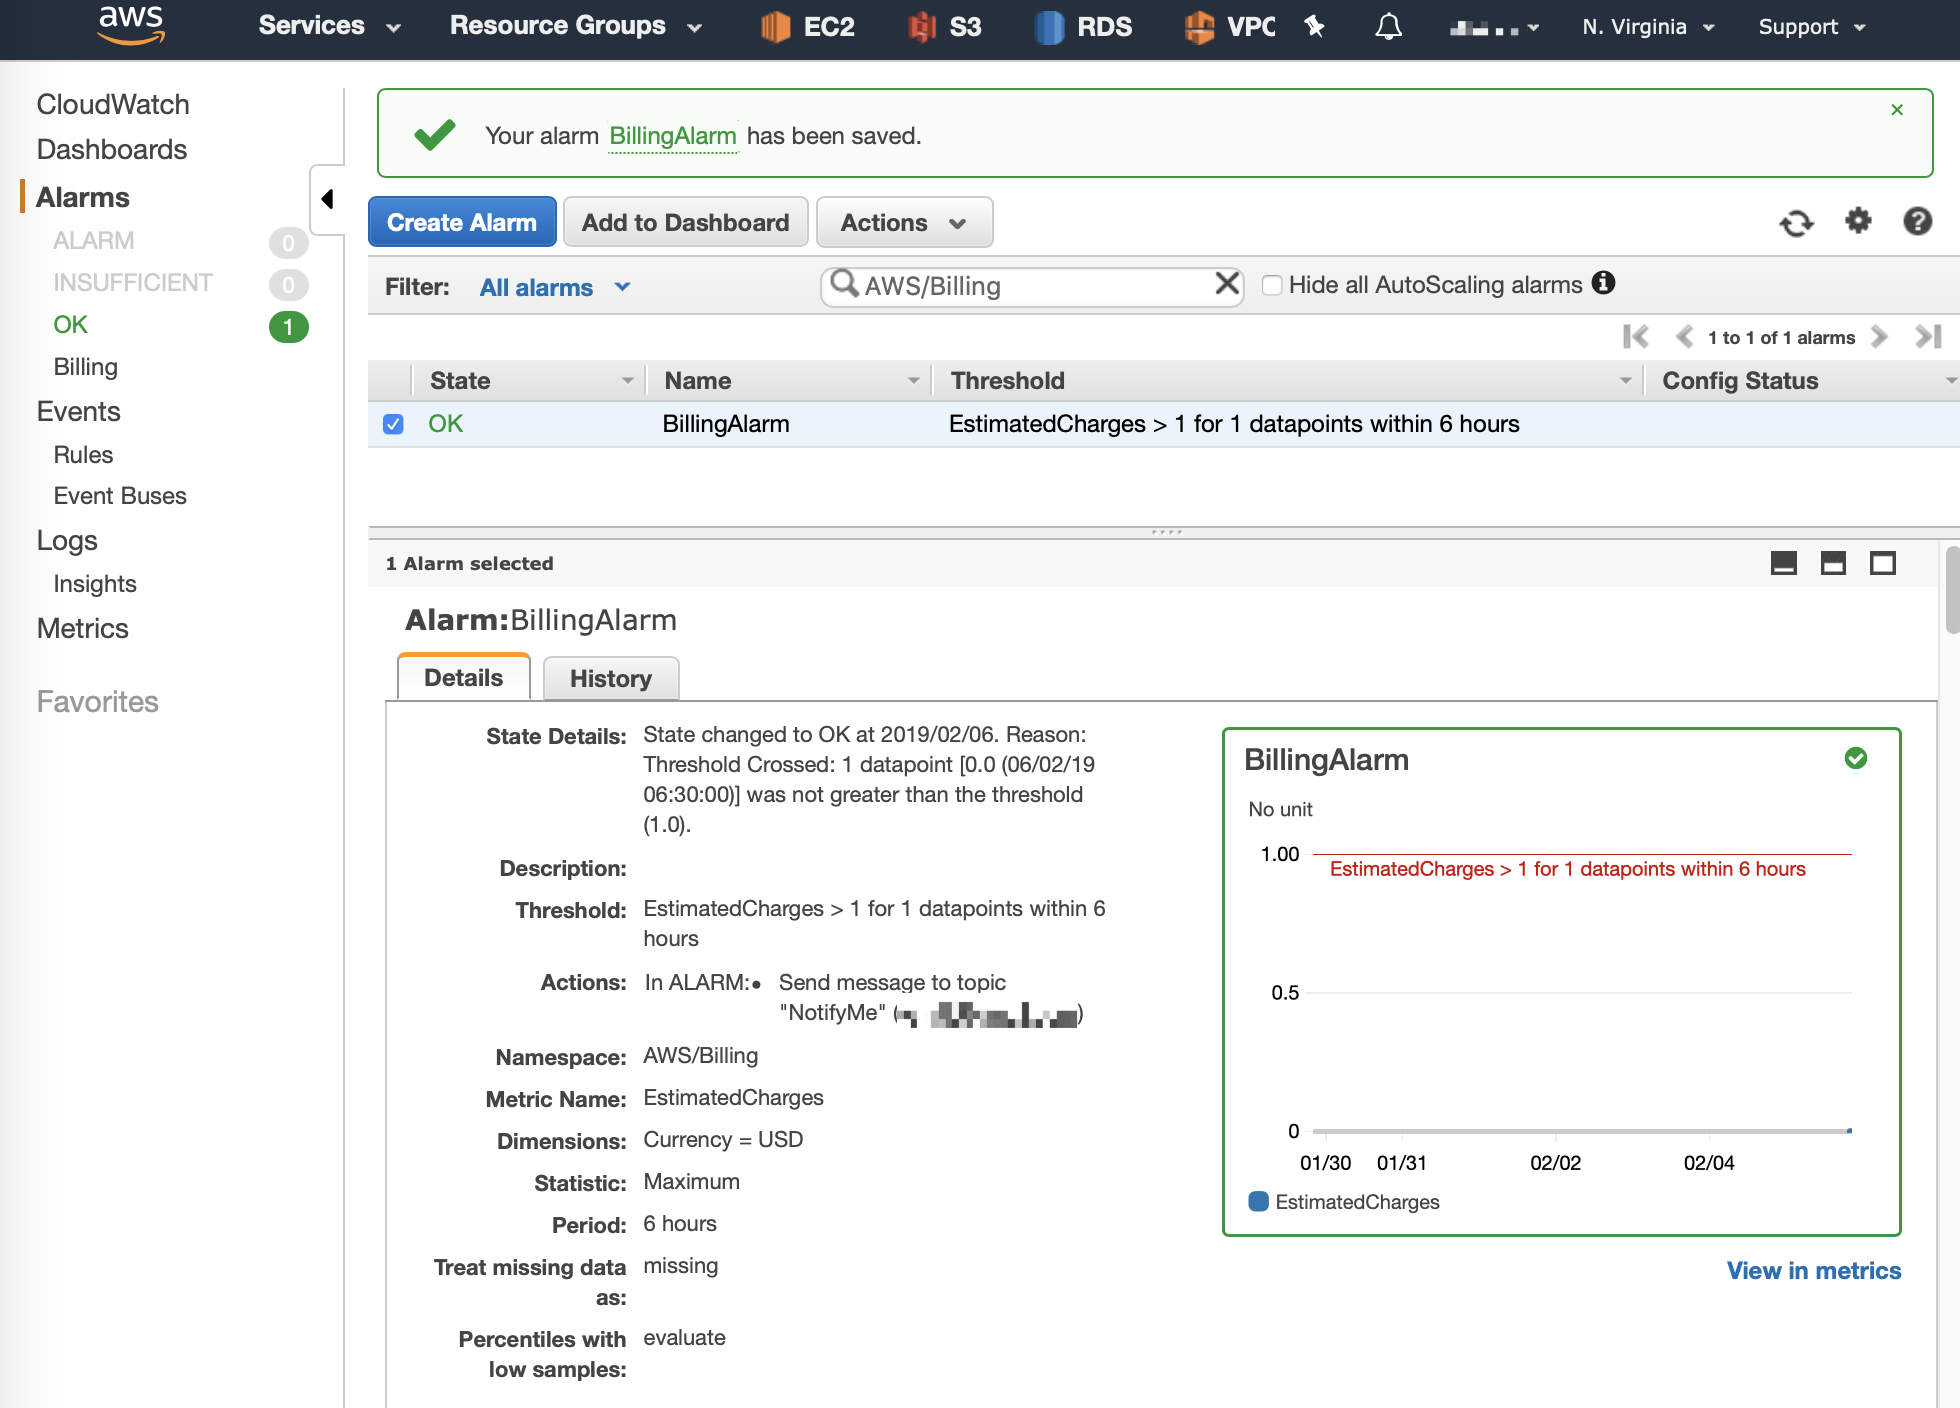 aws Services Resource Groups EC2 S3 RDS VPC N. Virginia Support
CloudWatch
Dashboards
Alarms
ALARM 0
INSUFFICIENT 0
OK 1
Billing
Events
Rules
Event Buses
Logs
Insights
Metrics
Favorites
Your alarm BillingAlarm has been saved.
Create Alarm Add to Dashboard Actions
Filter: All alarms AWS/Billing Hide all AutoScaling alarms
1 to 1 of 1 alarms
State Name Threshold Config Status
OK BillingAlarm EstimatedCharges > 1 for 1 datapoints within 6 hours
1 Alarm selected
Alarm:BillingAlarm
Details History
State Details: State changed to OK at 2019/02/06. Reason:
Threshold Crossed: 1 datapoint [0.0 (06/02/19
06:30:00)] was not greater than the threshold
(1.0).
Description:
Threshold: EstimatedCharges > 1 for 1 datapoints within 6
hours
Actions: In ALARM: • Send message to topic
"NotifyMe" ( )
Namespace: AWS/Billing
Metric Name: EstimatedCharges
Dimensions: Currency = USD
Statistic: Maximum
Period: 6 hours
Treat missing data missing
as:
Percentiles with evaluate
low samples:
BillingAlarm
No unit
1.00
EstimatedCharges > 1 for 1 datapoints within 6 hours
0.5
0
01/30 01/31 02/02 02/04
EstimatedCharges
View in metrics